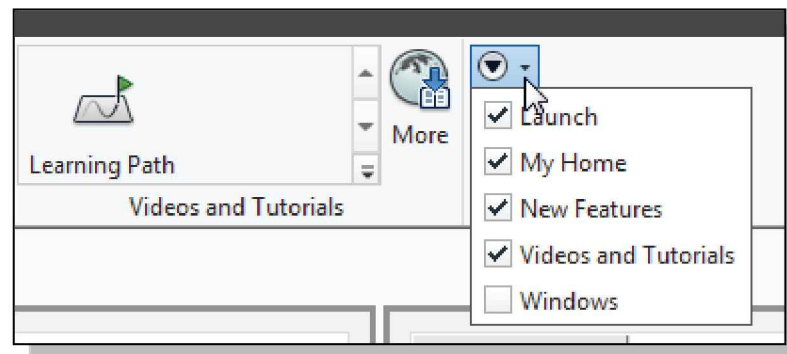 Learning Path
More
Videos and Tutorials
Launch
My Home
New Features
Videos and Tutorials
Windows